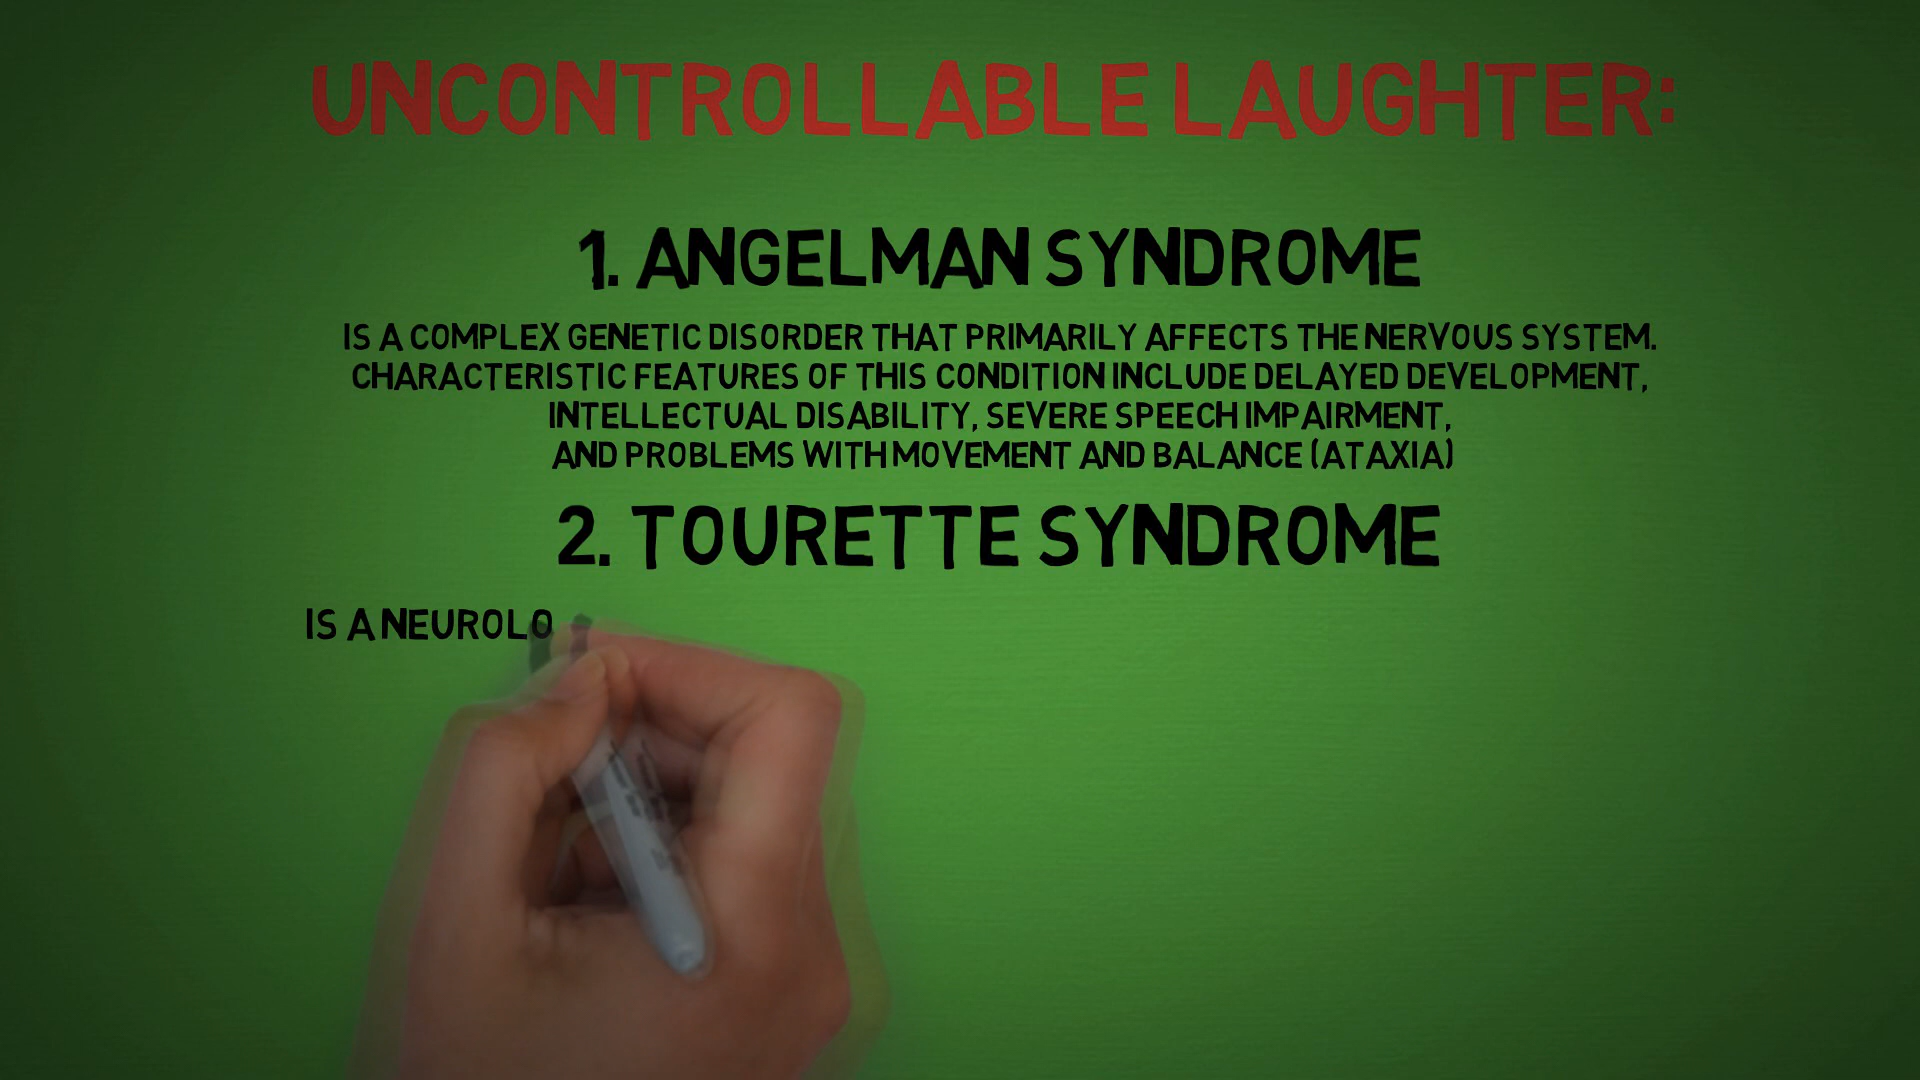 UNCONTROLLABLE LAUGHTER:
1. ANGELMAN SYNDROME
IS A COMPLEX GENETIC DISORDER THAT PRIMARILY AFFECTS THE NERVOUS SYSTEM.
CHARACTERISTIC FEATURES OF THIS CONDITION INCLUDE DELAYED DEVELOPMENT,
INTELLECTUAL DISABILITY, SEVERE SPEECH IMPAIRMENT,
AND PROBLEMS WITH MOVEMENT AND BALANCE (ATAXIA)
2. TOURETTE SYNDROME
IS A NEUROLO